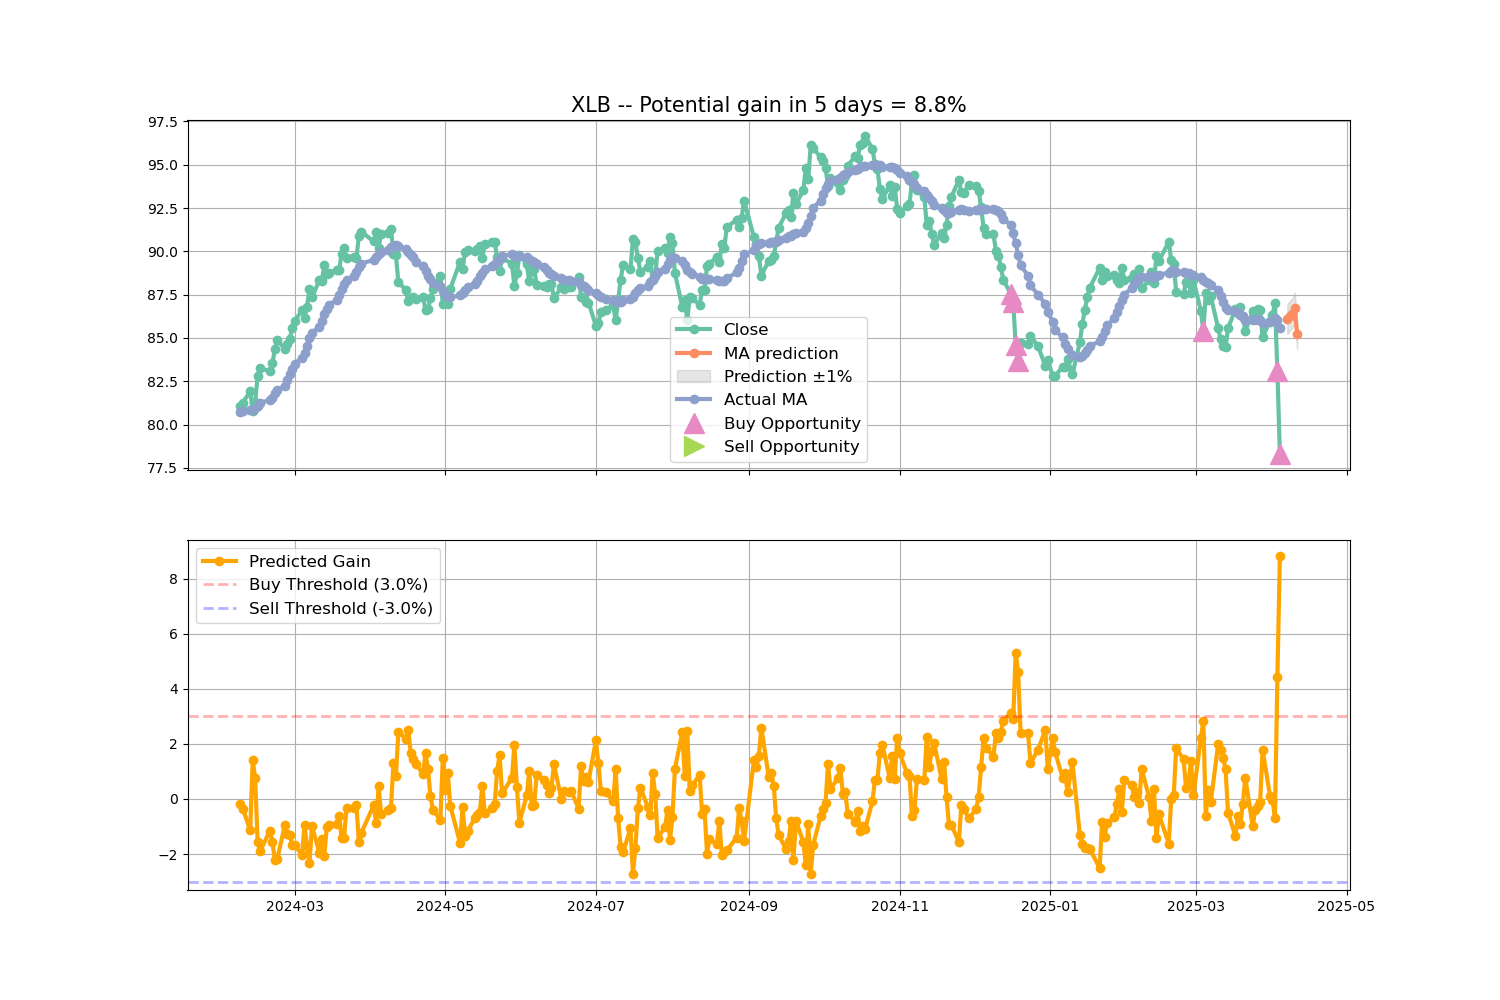 XLB -- Potential gain in 5 days = 8.8%
97.5
95.0
92.5
90.0
87.5
85.0
82.5
80.0
77.5
Close
MA prediction
Prediction ±1%
Actual MA
Buy Opportunity
Sell Opportunity
8
6
4
2
0
−2
Predicted Gain
Buy Threshold (3.0%)
Sell Threshold (-3.0%)
2024-03
2024-05
2024-07
2024-09
2024-11
2025-01
2025-03
2025-05